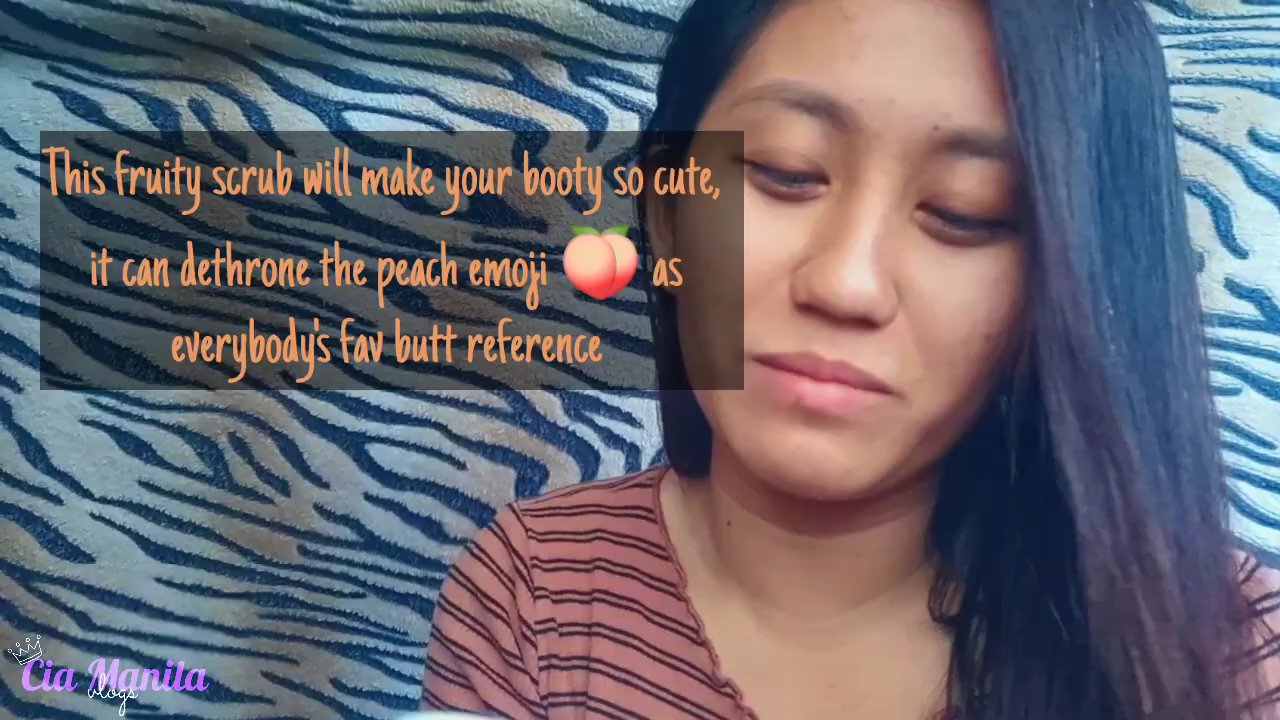 This fruity scrub will make your booty so cute,
it can dethrone the peach emoji 🍑 as
everybody's fav butt reference
Cia Manila
vlogs